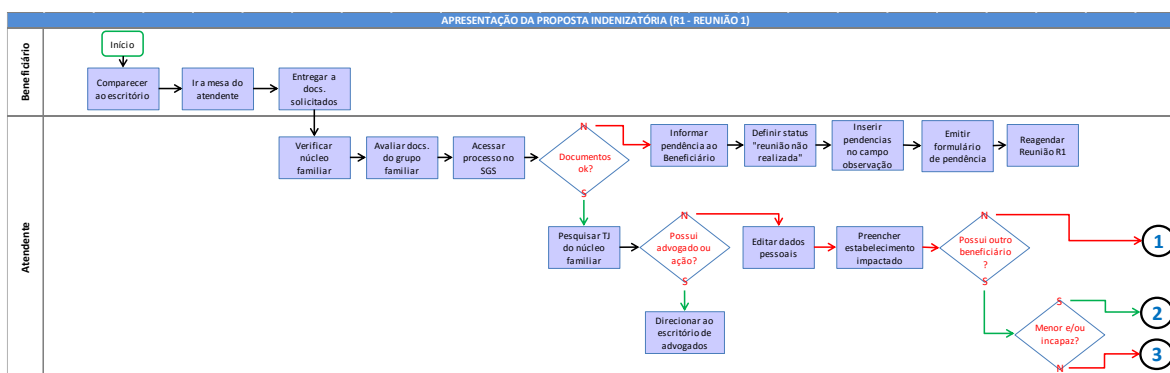 APRESENTAÇÃO DA PROPOSTA INDENIZATÓRIA (R1 - REUNIÃO 1)
Beneficiário
Início
Comparecer
ao escritório
Ir a mesa do
atendente
Entregar a
docs.
solicitados
Atendente
Verificar
núcleo
familiar
Avaliar docs.
do grupo
familiar
Acessar
processo no
SGS
N
Documentos
ok?
S
Informar
pendência ao
Beneficiário
Definir status
"reunião não
realizada"
Inserir
pendencias
no campo
observação
Emitir
formulário
de pendência
Reagendar
Reunião R1
Pesquisar TJ
do núcleo
familiar
N
Possui
advogado ou
ação?
S
Editar dados
pessoais
Preencher
estabelecimento
impactado
N
Possui outro
beneficiário
?
S
1
Direcionar ao
escritório de
advogados
S
Menor e/ou
incapaz?
N
2
3